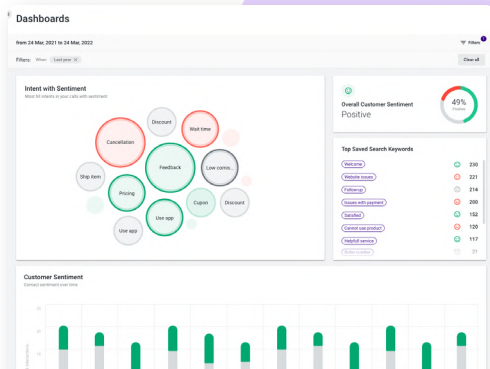 Dashboards
from 24 Mar, 2021 to 24 Mar, 2022
Filters
1
Filters:
When
Last year
Clear all
Intent with Sentiment
Most hit intents in your calls with sentiment
Discount
Wait time
Cancellation
Feedback
Low comis...
Ship item
Pricing
Cupon
Discount
Use app
Use app
Overall Customer Sentiment
Positive
49%
Positive
Top Saved Search Keywords
Welcome 230
Website issues 221
Follow-up 214
Issues with payment 200
Satisfied 152
Cannot use product 120
Helpfull service 117
Customer Sentiment
Contact sentiment over time